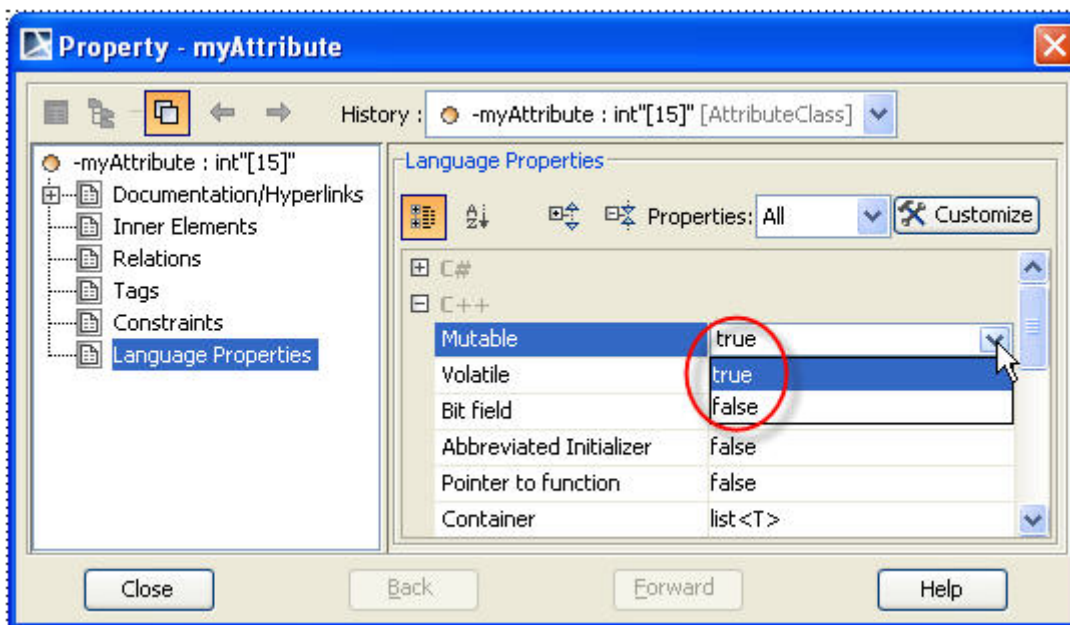 Property - myAttribute
History : -myAttribute : int"[15]" [AttributeClass]
-myAttribute : int"[15]"
Documentation/Hyperlinks
Inner Elements
Relations
Tags
Constraints
Language Properties
Language Properties
Properties: All Customize
C#
C++
Mutable true
true
Volatile
false
Bit field
Abbreviated Initializer false
Pointer to function false
Container list<T>
Close Back Forward Help